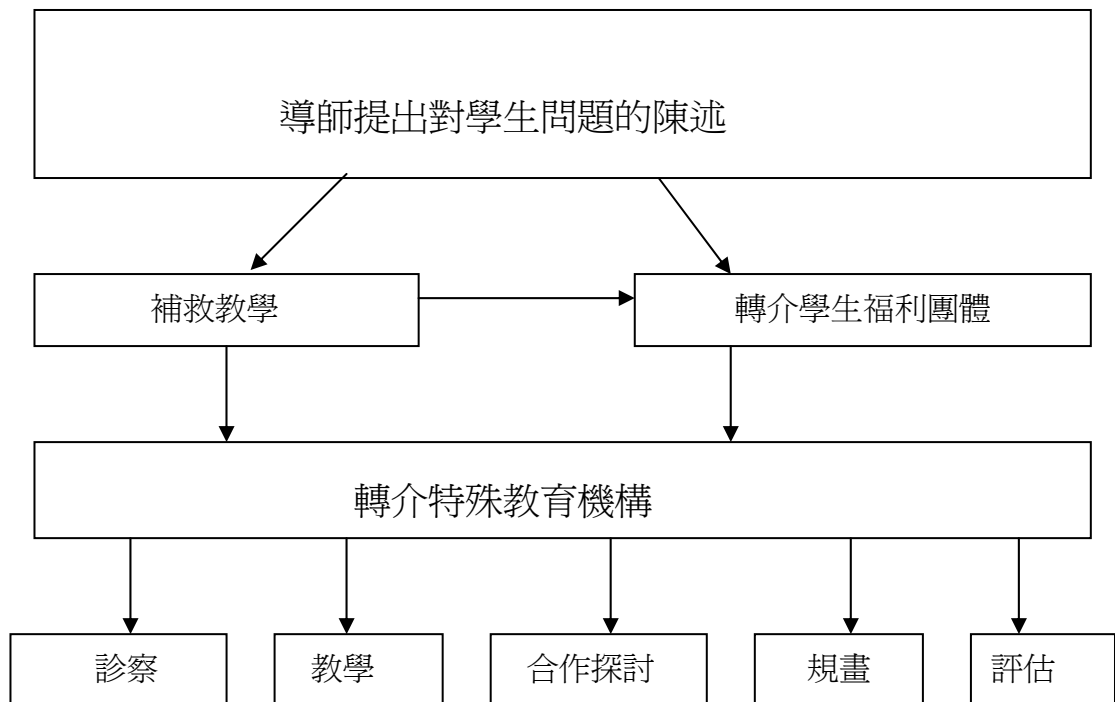 導師提出對學生問題的陳述
補救教學
轉介學生福利團體
轉介特殊教育機構
診察
教學
合作探討
規畫
評估